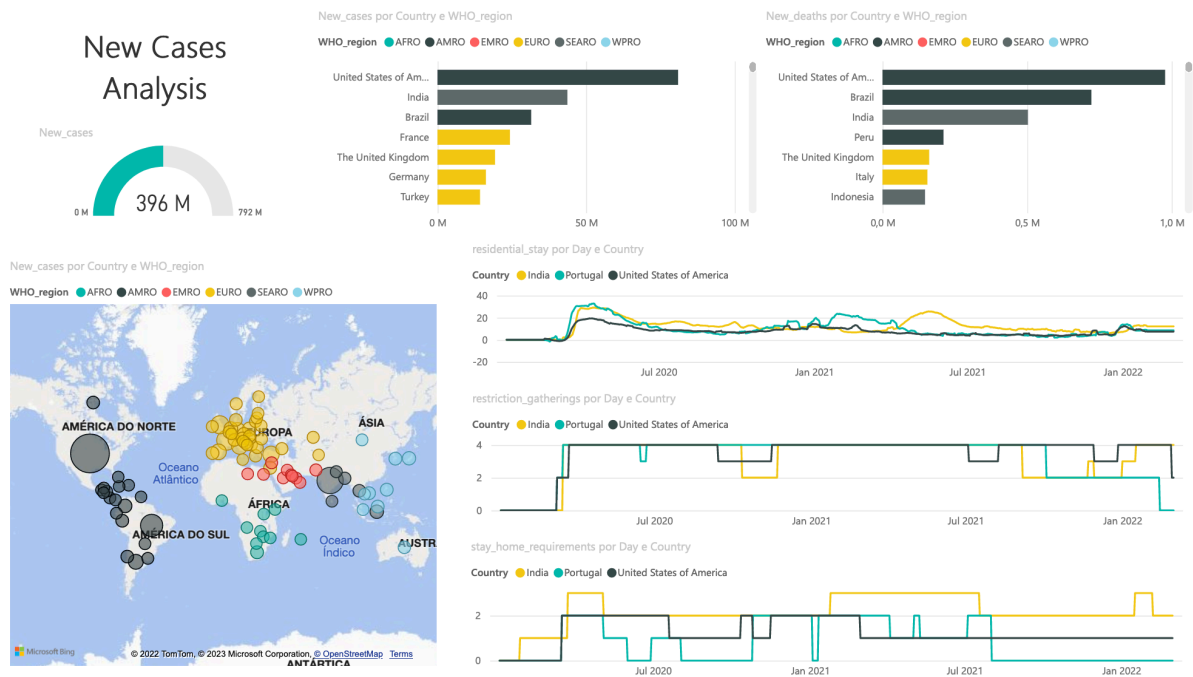 New Cases
Analysis
New_cases
0 M
396 M
792 M
New_cases por Country e WHO_region
WHO_region AFRO AMRO EMRO EURO SEARO WPRO
United States of Am...
India
Brazil
France
The United Kingdom
Germany
Turkey
0 M 50 M 100 M
New_deaths por Country e WHO_region
WHO_region AFRO AMRO EMRO EURO SEARO WPRO
United States of Am...
Brazil
India
Peru
The United Kingdom
Italy
Indonesia
0,0 M 0,5 M 1,0 M
New_cases por Country e WHO_region
WHO_region AFRO AMRO EMRO EURO SEARO WPRO
AMÉRICA DO NORTE
ÁSIA
UROPA
Oceano
Atlântico
ÁFRICA
AMÉRICA DO SUL
Oceano
Índico
AUSTR
Microsoft Bing
© 2022 TomTom, © 2023 Microsoft Corporation, © OpenStreetMap Terms
ANTÁRTICA
residential_stay por Day e Country
Country India Portugal United States of America
40
20
0
-20
Jul 2020 Jan 2021 Jul 2021 Jan 2022
restriction_gatherings por Day e Country
Country India Portugal United States of America
4
2
0
Jul 2020 Jan 2021 Jul 2021 Jan 2022
stay_home_requirements por Day e Country
Country India Portugal United States of America
2
0
Jul 2020 Jan 2021 Jul 2021 Jan 2022